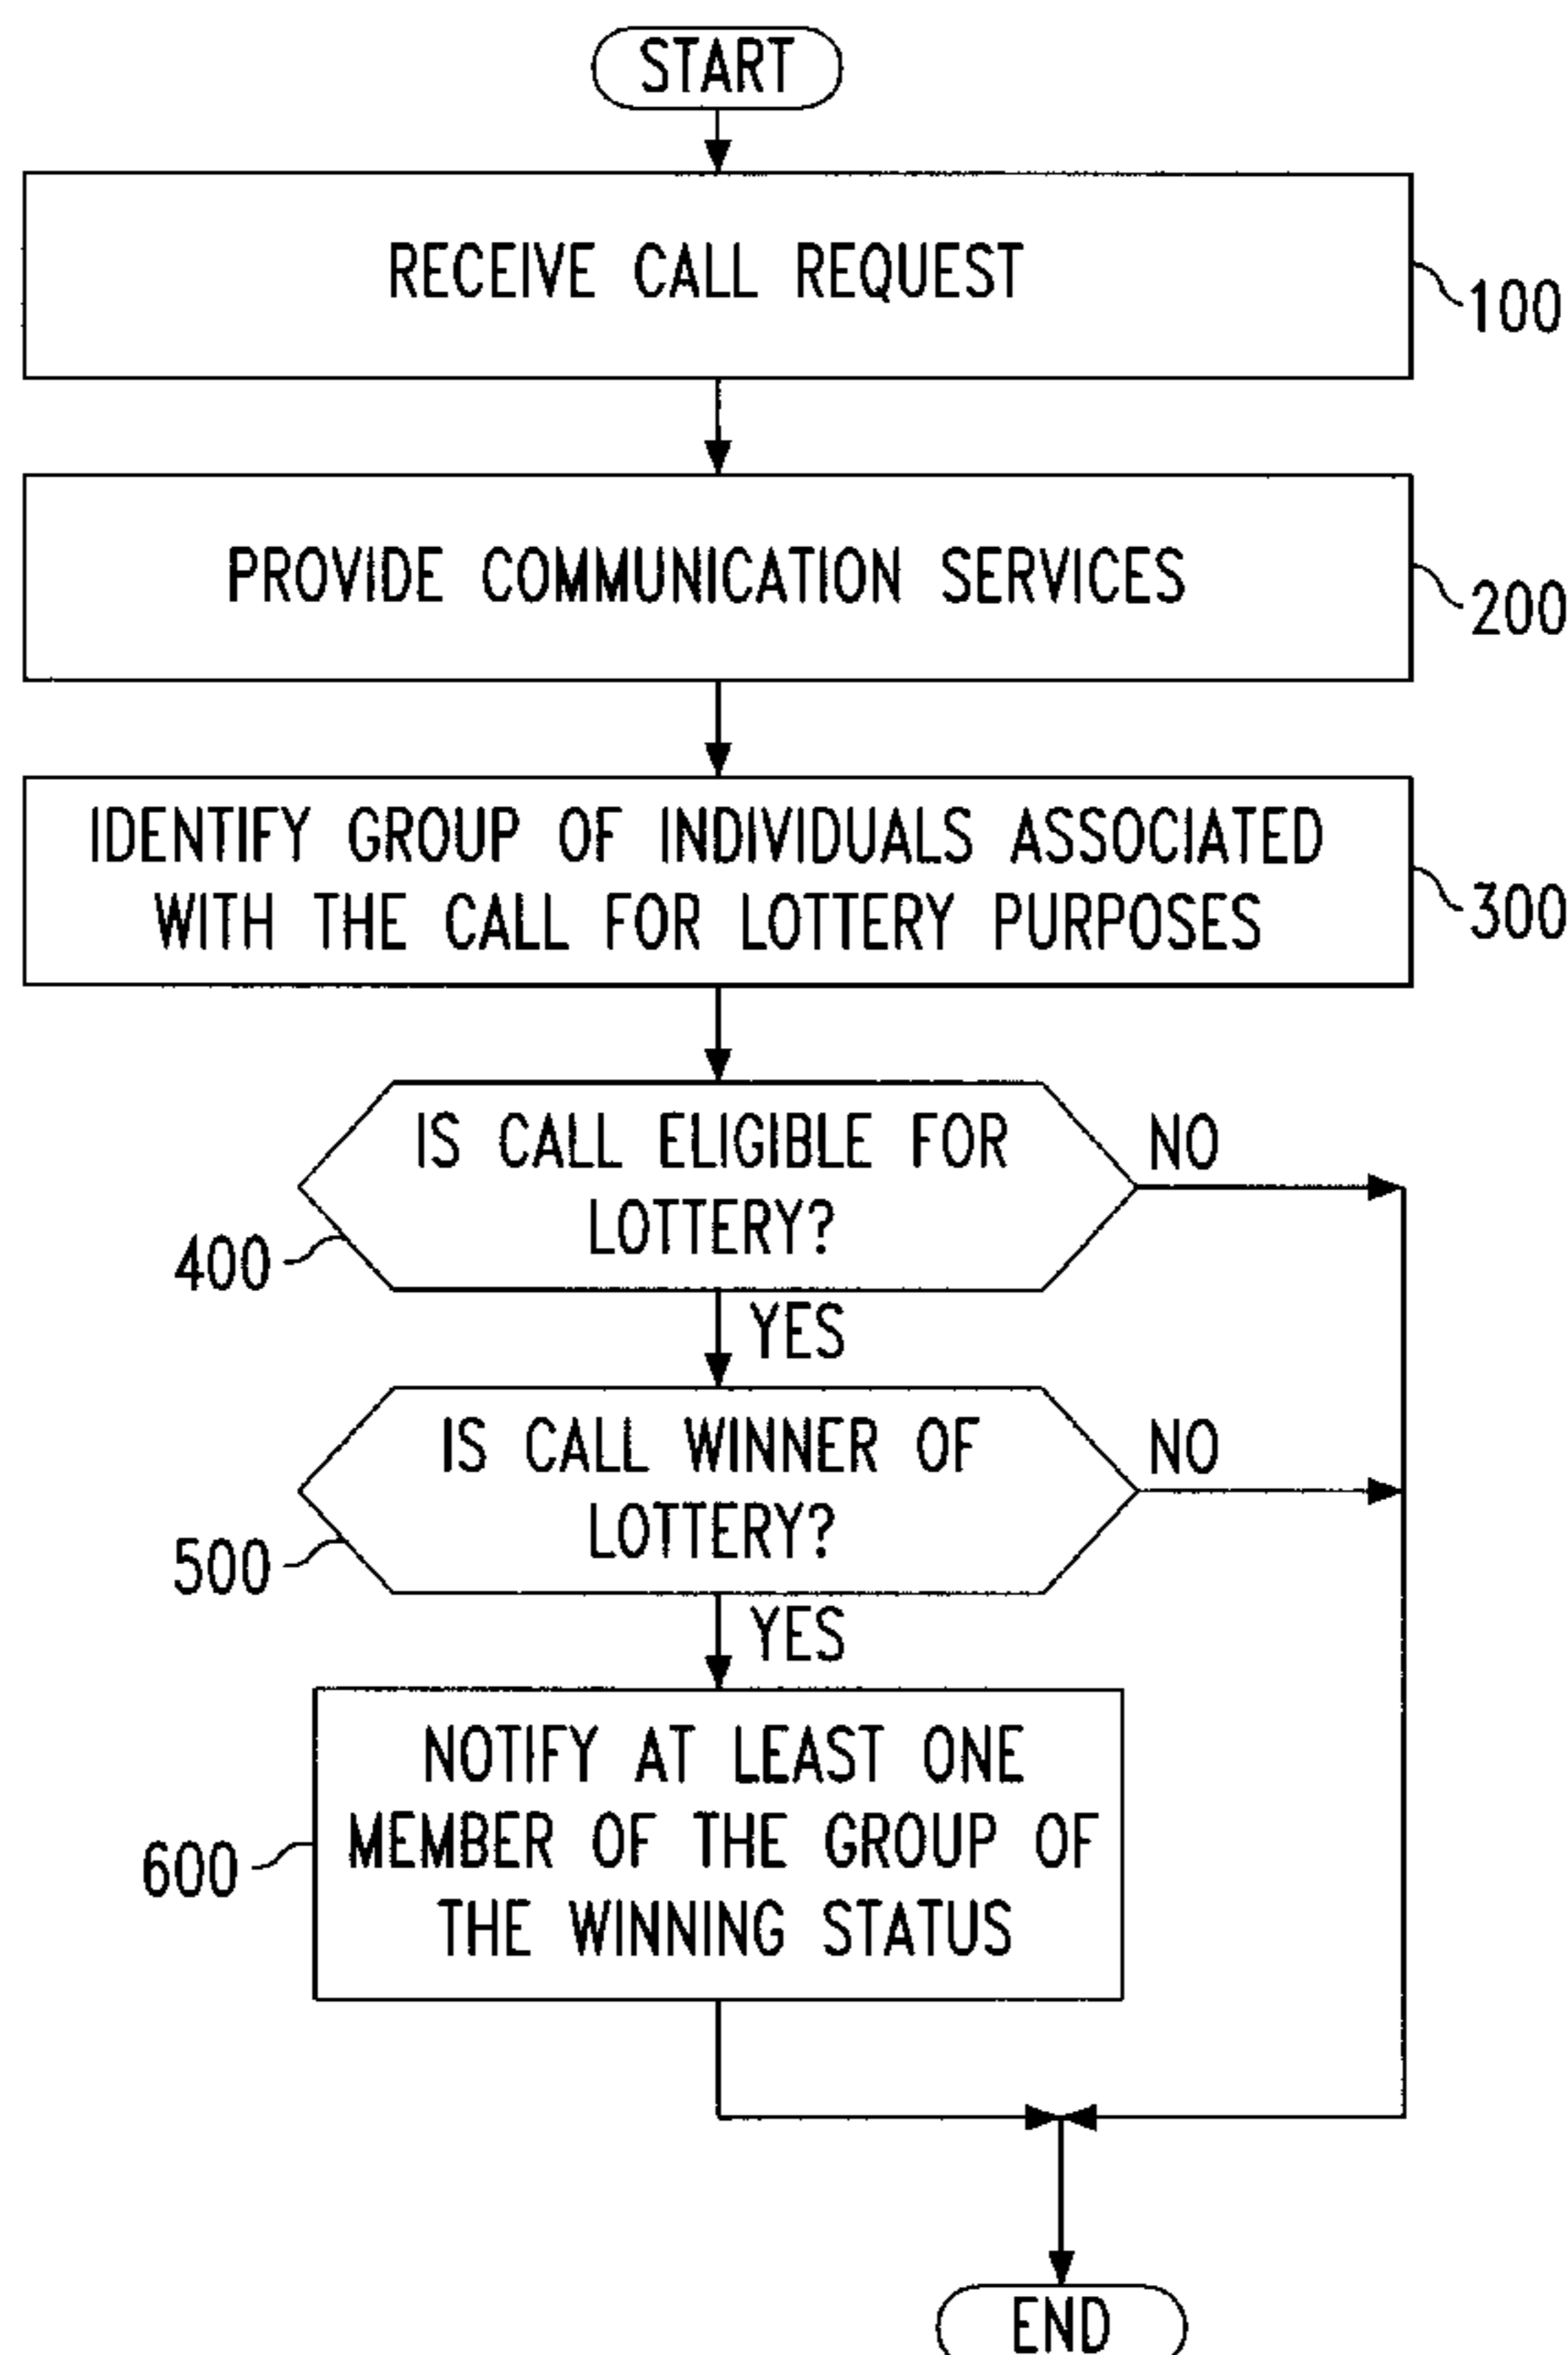 START
RECEIVE CALL REQUEST
100
PROVIDE COMMUNICATION SERVICES
200
IDENTIFY GROUP OF INDIVIDUALS ASSOCIATED
WITH THE CALL FOR LOTTERY PURPOSES
300
IS CALL ELIGIBLE FOR
LOTTERY?
NO
400
YES
IS CALL WINNER OF
LOTTERY?
NO
500
YES
NOTIFY AT LEAST ONE
MEMBER OF THE GROUP OF
THE WINNING STATUS
600
END